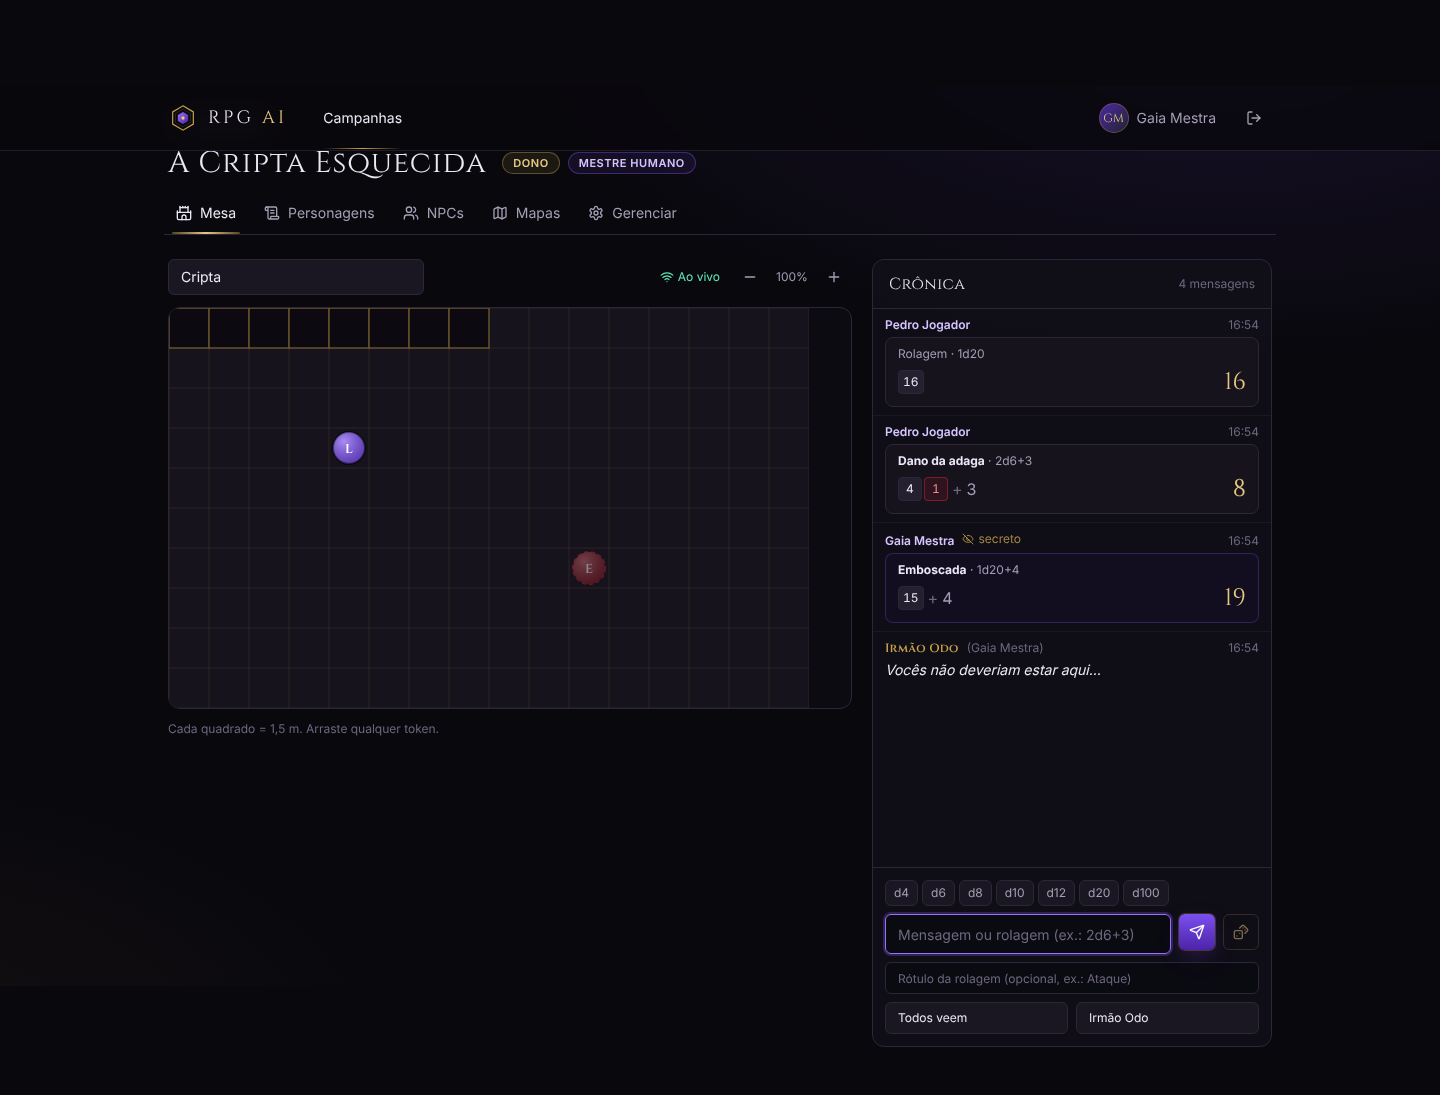 RPG AI
Campanhas
GM
Gaia Mestra
A Cripta Esquecida
DONO
MESTRE HUMANO
Mesa
Personagens
NPCs
Mapas
Gerenciar
Cripta
Ao vivo
100%
L
E
Cada quadrado = 1,5 m. Arraste qualquer token.
Crônica
4 mensagens
Pedro Jogador
16:54
Rolagem · 1d20
16
16
Pedro Jogador
16:54
Dano da adaga · 2d6+3
4 1 + 3
8
Gaia Mestra
secreto
16:54
Emboscada · 1d20+4
15 + 4
19
Irmão Odo
(Gaia Mestra)
16:54
Vocês não deveriam estar aqui...
d4
d6
d8
d10
d12
d20
d100
Mensagem ou rolagem (ex.: 2d6+3)
Rótulo da rolagem (opcional, ex.: Ataque)
Todos veem
Irmão Odo